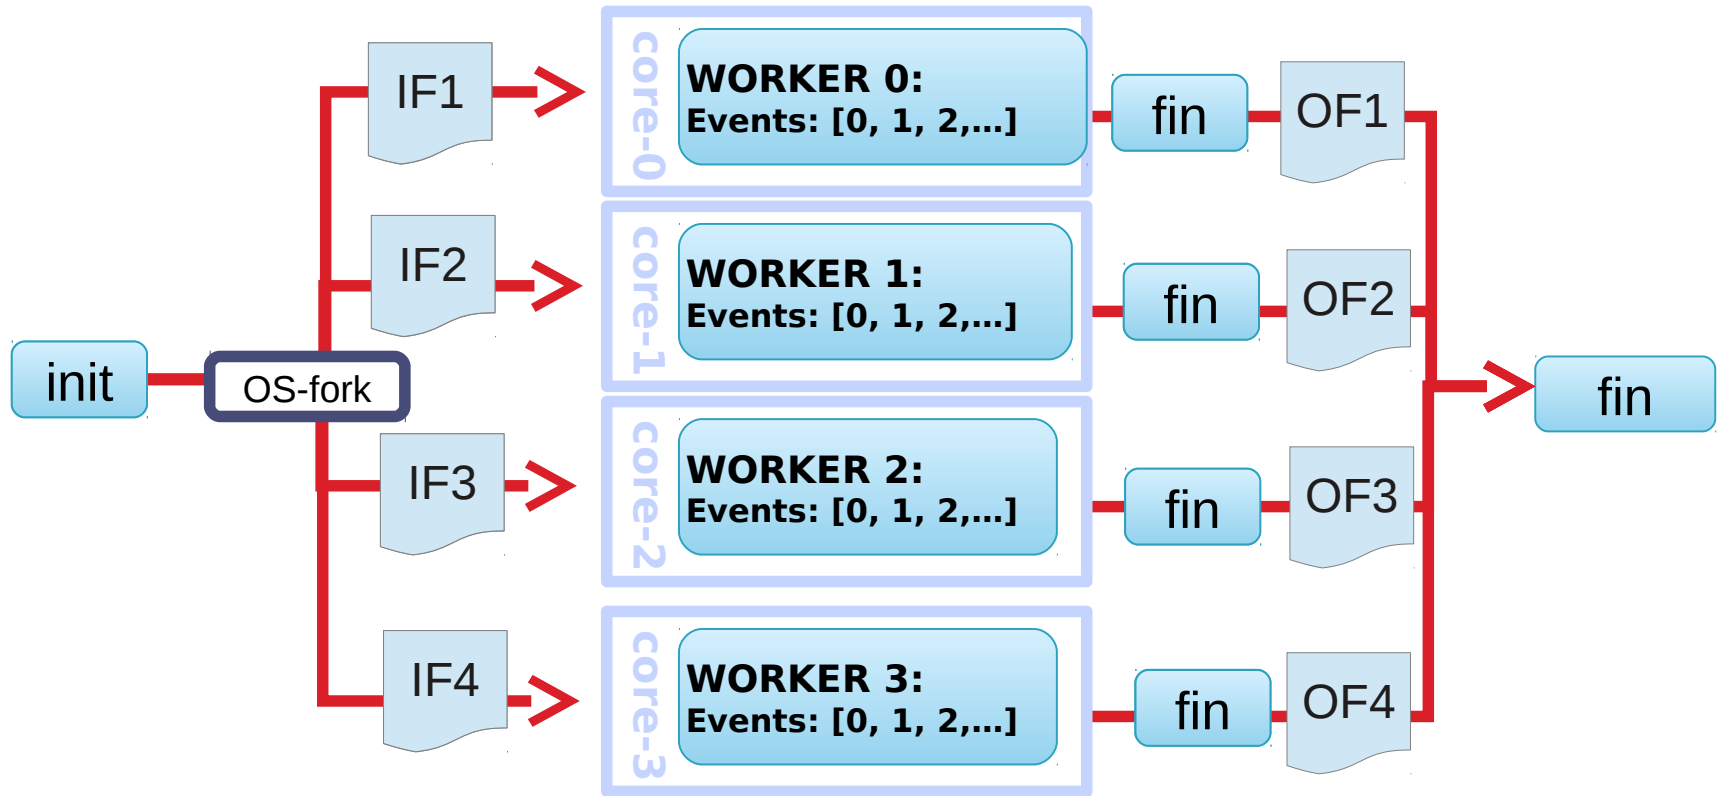 init
OS-fork
IF1
core-0
WORKER 0:
Events: [0, 1, 2,...]
fin
OF1
IF2
core-1
WORKER 1:
Events: [0, 1, 2,...]
fin
OF2
IF3
core-2
WORKER 2:
Events: [0, 1, 2,...]
fin
OF3
IF4
core-3
WORKER 3:
Events: [0, 1, 2,...]
fin
OF4
fin